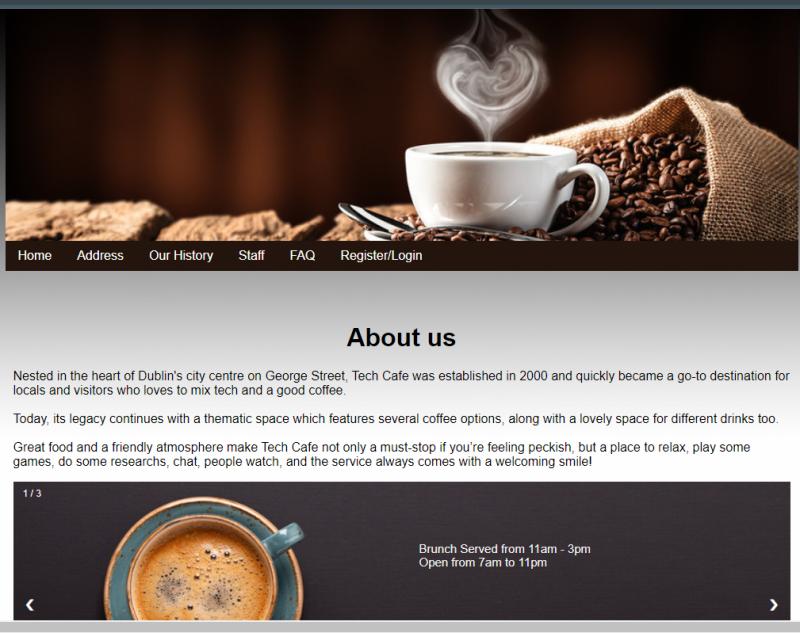 Home Address Our History Staff FAQ Register/Login
About us
Nested in the heart of Dublin's city centre on George Street, Tech Cafe was established in 2000 and quickly became a go-to destination for
locals and visitors who loves to mix tech and a good coffee.
Today, its legacy continues with a thematic space which features several coffee options, along with a lovely space for different drinks too.
Great food and a friendly atmosphere make Tech Cafe not only a must-stop if you're feeling peckish, but a place to relax, play some
games, do some researchs, chat, people watch, and the service always comes with a welcoming smile!
1 / 3
Brunch Served from 11am - 3pm
Open from 7am to 11pm
❮ ❯